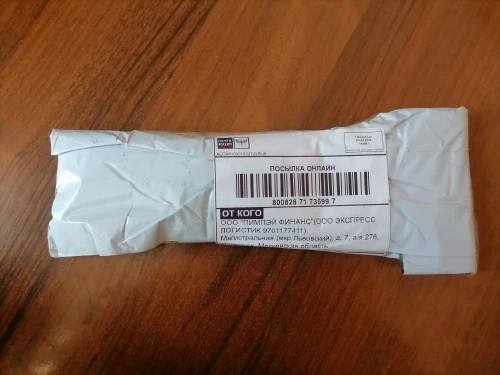 ПОСЫЛКА ОНЛАЙН
800828 71 73599 7
ОТ КОГО
ООО "ПИМПЭЙ ФИНАНС"(ООО ЭКСПРЕСС
ЛОГИСТИК 9701177411)
Магистральная (мкр Львовский), д. 7, а/я 276,
Московская область